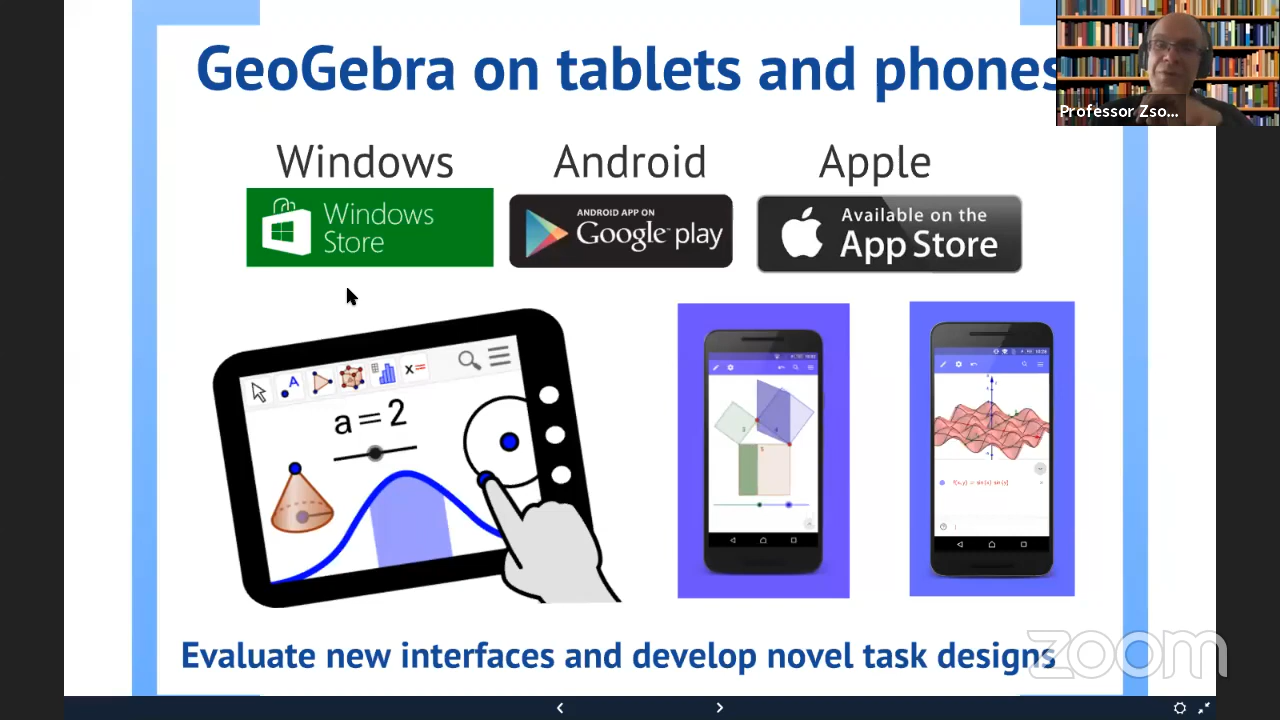 GeoGebra on tablets and phones
Professor Zso...
Windows
Android
Apple
Windows
Store
ANDROID APP ON
Google play
Available on the
App Store
A
x=
a=2
Evaluate new interfaces and develop novel task designs
zoom